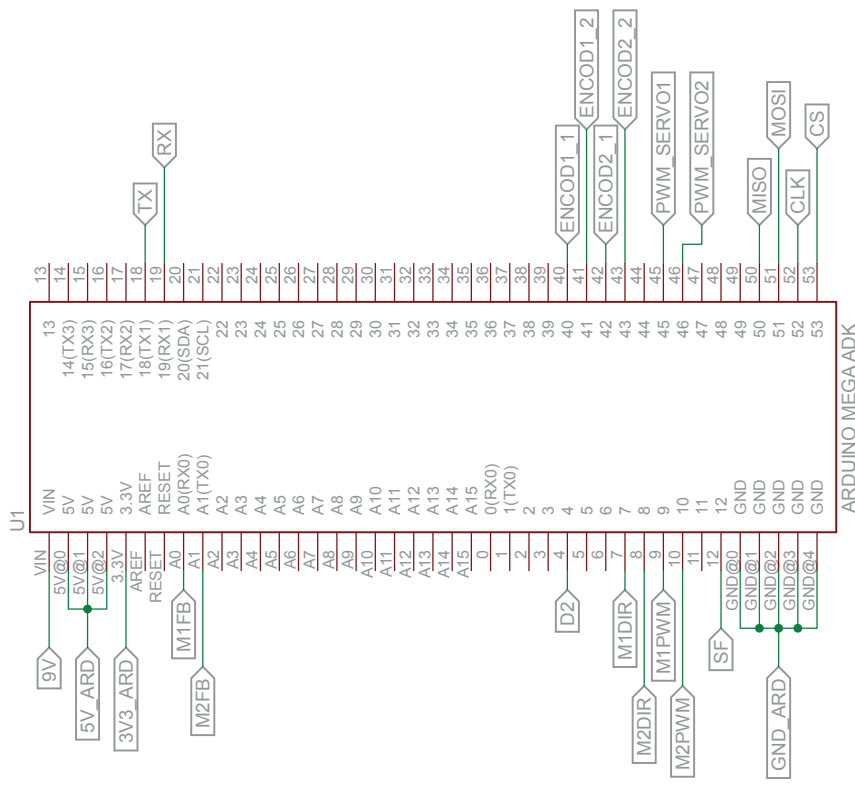 U1
ARDUINO MEGA ADK
TX
RX
ENCOD1_1
ENCOD1_2
ENCOD2_1
ENCOD2_2
PWM_SERVO1
PWM_SERVO2
MISO
MOSI
CLK
CS
13
14
15
16
17
18
19
20
21
22
23
24
25
26
27
28
29
30
31
32
33
34
35
36
37
38
39
40
41
42
43
44
45
46
47
48
49
50
51
52
53
13
14(TX3)
15(RX3)
16(TX2)
17(RX2)
18(TX1)
19(RX1)
20(SDA)
21(SCL)
22
23
24
25
26
27
28
29
30
31
32
33
34
35
36
37
38
39
40
41
42
43
44
45
46
47
48
49
50
51
52
53
VIN
5V
5V
5V
3.3V
AREF
RESET
A0(RX0)
A1(TX0)
A2
A3
A4
A5
A6
A7
A8
A9
A10
A11
A12
A13
A14
A15
0(RX0)
1(TX0)
2
3
4
5
6
7
8
9
10
11
12
GND
GND
GND
GND
GND
VIN
5V@0
5V@1
5V@2
3.3V
AREF
RESET
A0
A1
A2
A3
A4
A5
A6
A7
A8
A9
A10
A11
A12
A13
A14
A15
0
1
2
3
4
5
6
7
8
9
10
11
12
GND@0
GND@1
GND@2
GND@3
GND@4
9V
5V_ARD
3V3_ARD
M1FB
M2FB
D2
M1DIR
M2DIR
M1PWM
M2PWM
SF
GND_ARD